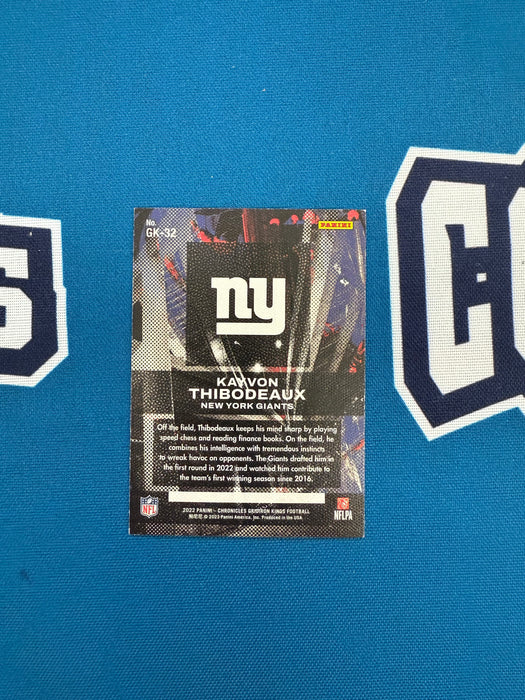 No.
GK-32
PANINI
ny
KAYVON
THIBODEAUX
NEW YORK GIANTS
Off the field, Thibodeaux keeps his mind sharp by playing
speed chess and reading finance books. On the field, he
combines his intelligence with tremendous instincts
to wreak havoc on opponents. The Giants drafted him in
the first round in 2022 and watched him contribute to
the team's first winning season since 2016.
NFL
2022 PANINI - CHRONICLES GRIDIRON KINGS FOOTBALL
© 2023 Panini America, Inc. Produced in the USA.
NFLPA
S
CO